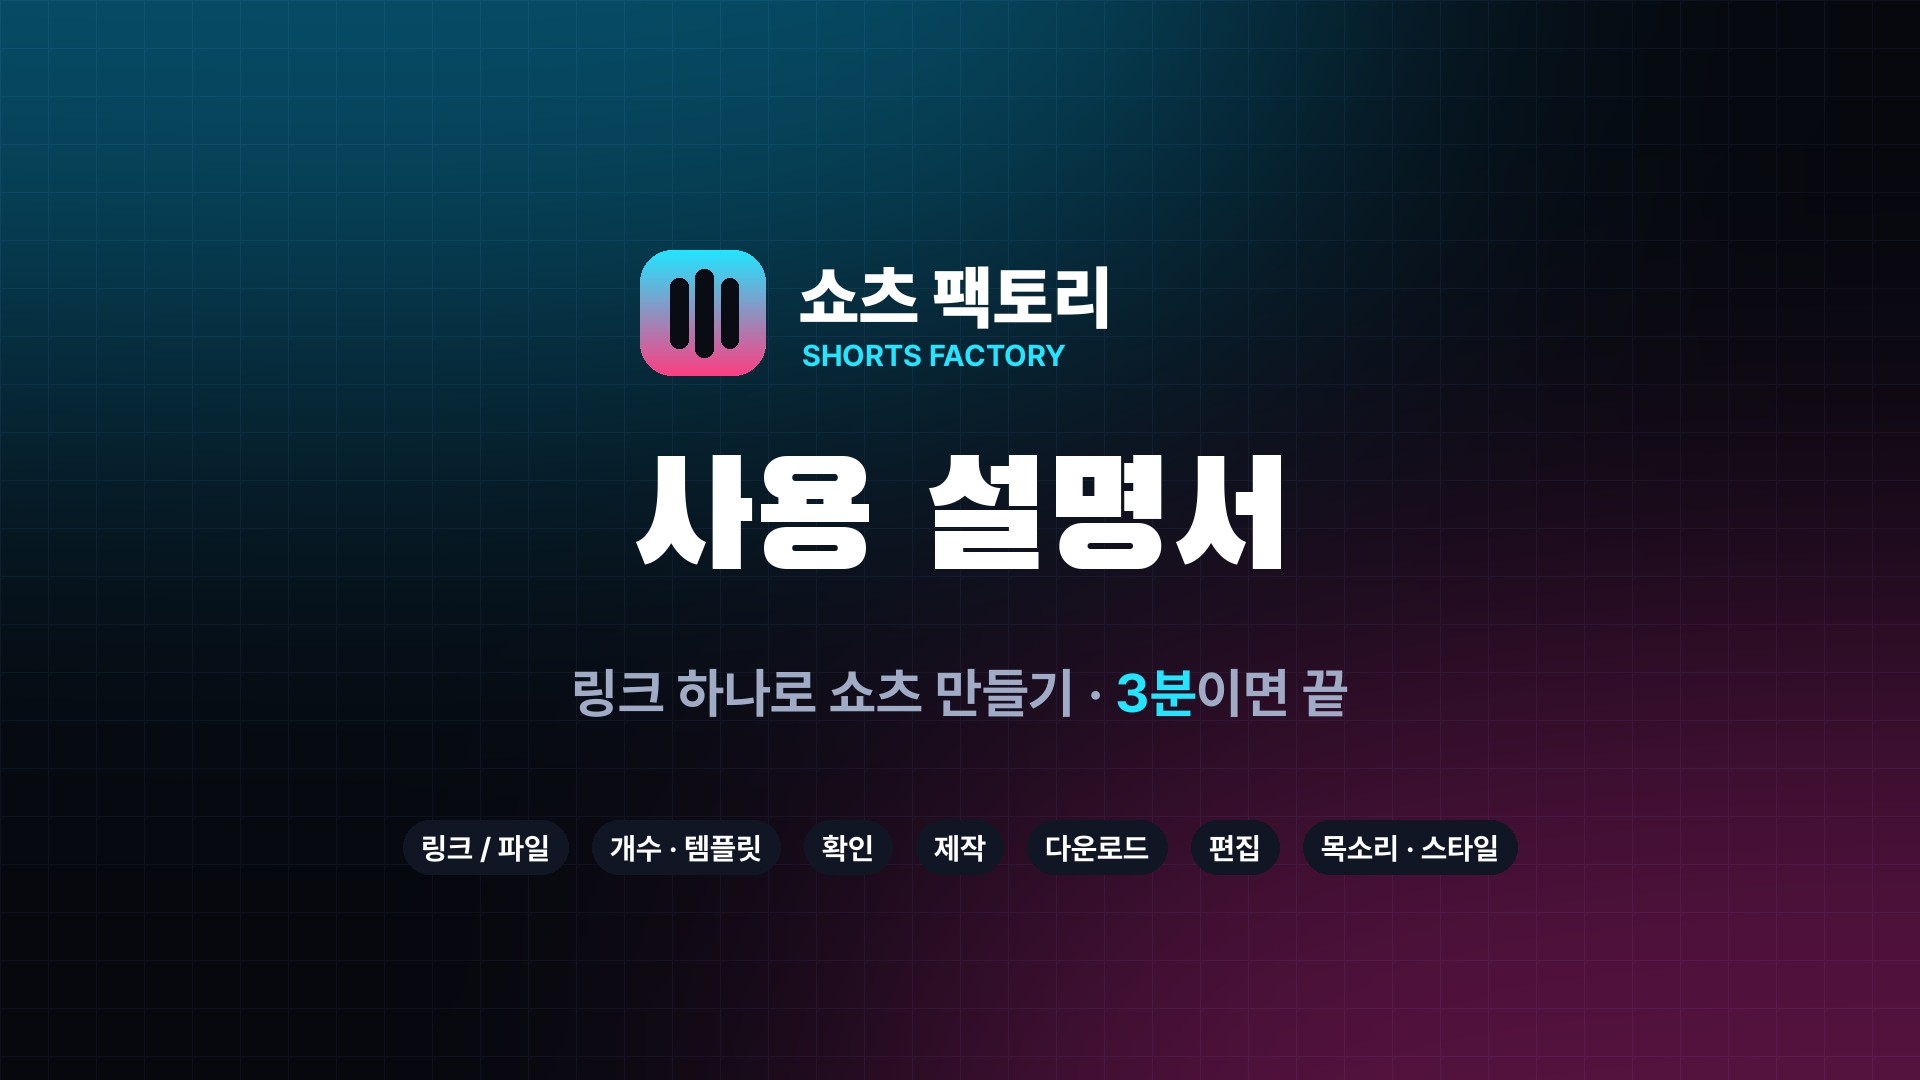 쇼츠 팩토리
SHORTS FACTORY
사용 설명서
링크 하나로 쇼츠 만들기 · 3분이면 끝
링크 / 파일 개수 · 템플릿 확인 제작 다운로드 편집 목소리 · 스타일